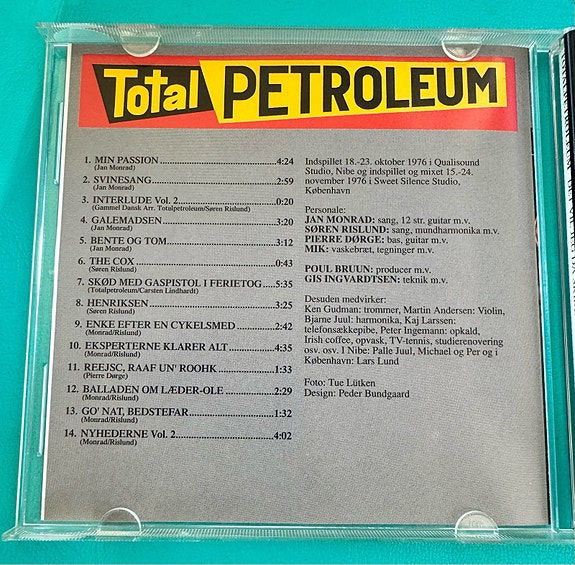 Total PETROLEUM
1. MIN PASSION..............................4:24
(Jan Monrad)
2. SVINESANG..............................2:59
(Jan Monrad)
3. INTERLUDE Vol. 2.........................0:20
(Gammel Dansk Arr. Totalpetroleum/Søren Rislund)
4. GALEMADSEN............................3:20
(Jan Monrad)
5. BENTE OG TOM...........................3:12
(Jan Monrad)
6. THE COX................................0:43
(Søren Rislund)
7. SKØD MED GASPISTOL I FERIETOG...5:35
(Totalpetroleum/Carsten Lindhardt)
8. HENRIKSEN..............................3:25
(Søren Rislund)
9. ENKE EFTER EN CYKELSMED...........2:42
(Monrad/Rislund)
10. EKSPERTERNE KLARER ALT............4:35
(Monrad/Rislund)
11. REEJSC, RAAF UN' ROOHK...............1:33
(Pierre Dørge)
12. BALLADEN OM LÆDER-OLE.............2:29
(Monrad/Rislund)
13. GO' NAT, BEDSTEFAR.....................1:32
(Monrad/Rislund)
14. NYHEDERNE Vol. 2.........................4:02
(Monrad/Rislund)
Indspillet 18.-23. oktober 1976 i Qualisound
Studio, Nibe og indspillet og mixet 15.-24.
november 1976 i Sweet Silence Studio,
København
Personale:
JAN MONRAD: sang, 12 str. guitar m.v.
SØREN RISLUND: sang, mundharmonika m.v.
PIERRE DØRGE: bas, guitar m.v.
MIK: vaskebræt, tegninger m.v.
POUL BRUUN: producer m.v.
GIS INGVARDTSEN: teknik m.v.
Desuden medvirker:
Ken Gudman: trommer, Martin Andersen: Violin,
Bjarne Juul: harmonika, Kaj Larssen:
telefonsækkepibe, Peter Ingemann: opkald,
Irish coffee, opvask, TV-tennis, studierenovering
osv. osv. I Nibe: Palle Juul, Michael og Per og i
København: Lars Lund
Foto: Tue Lütken
Design: Peder Bundgaard